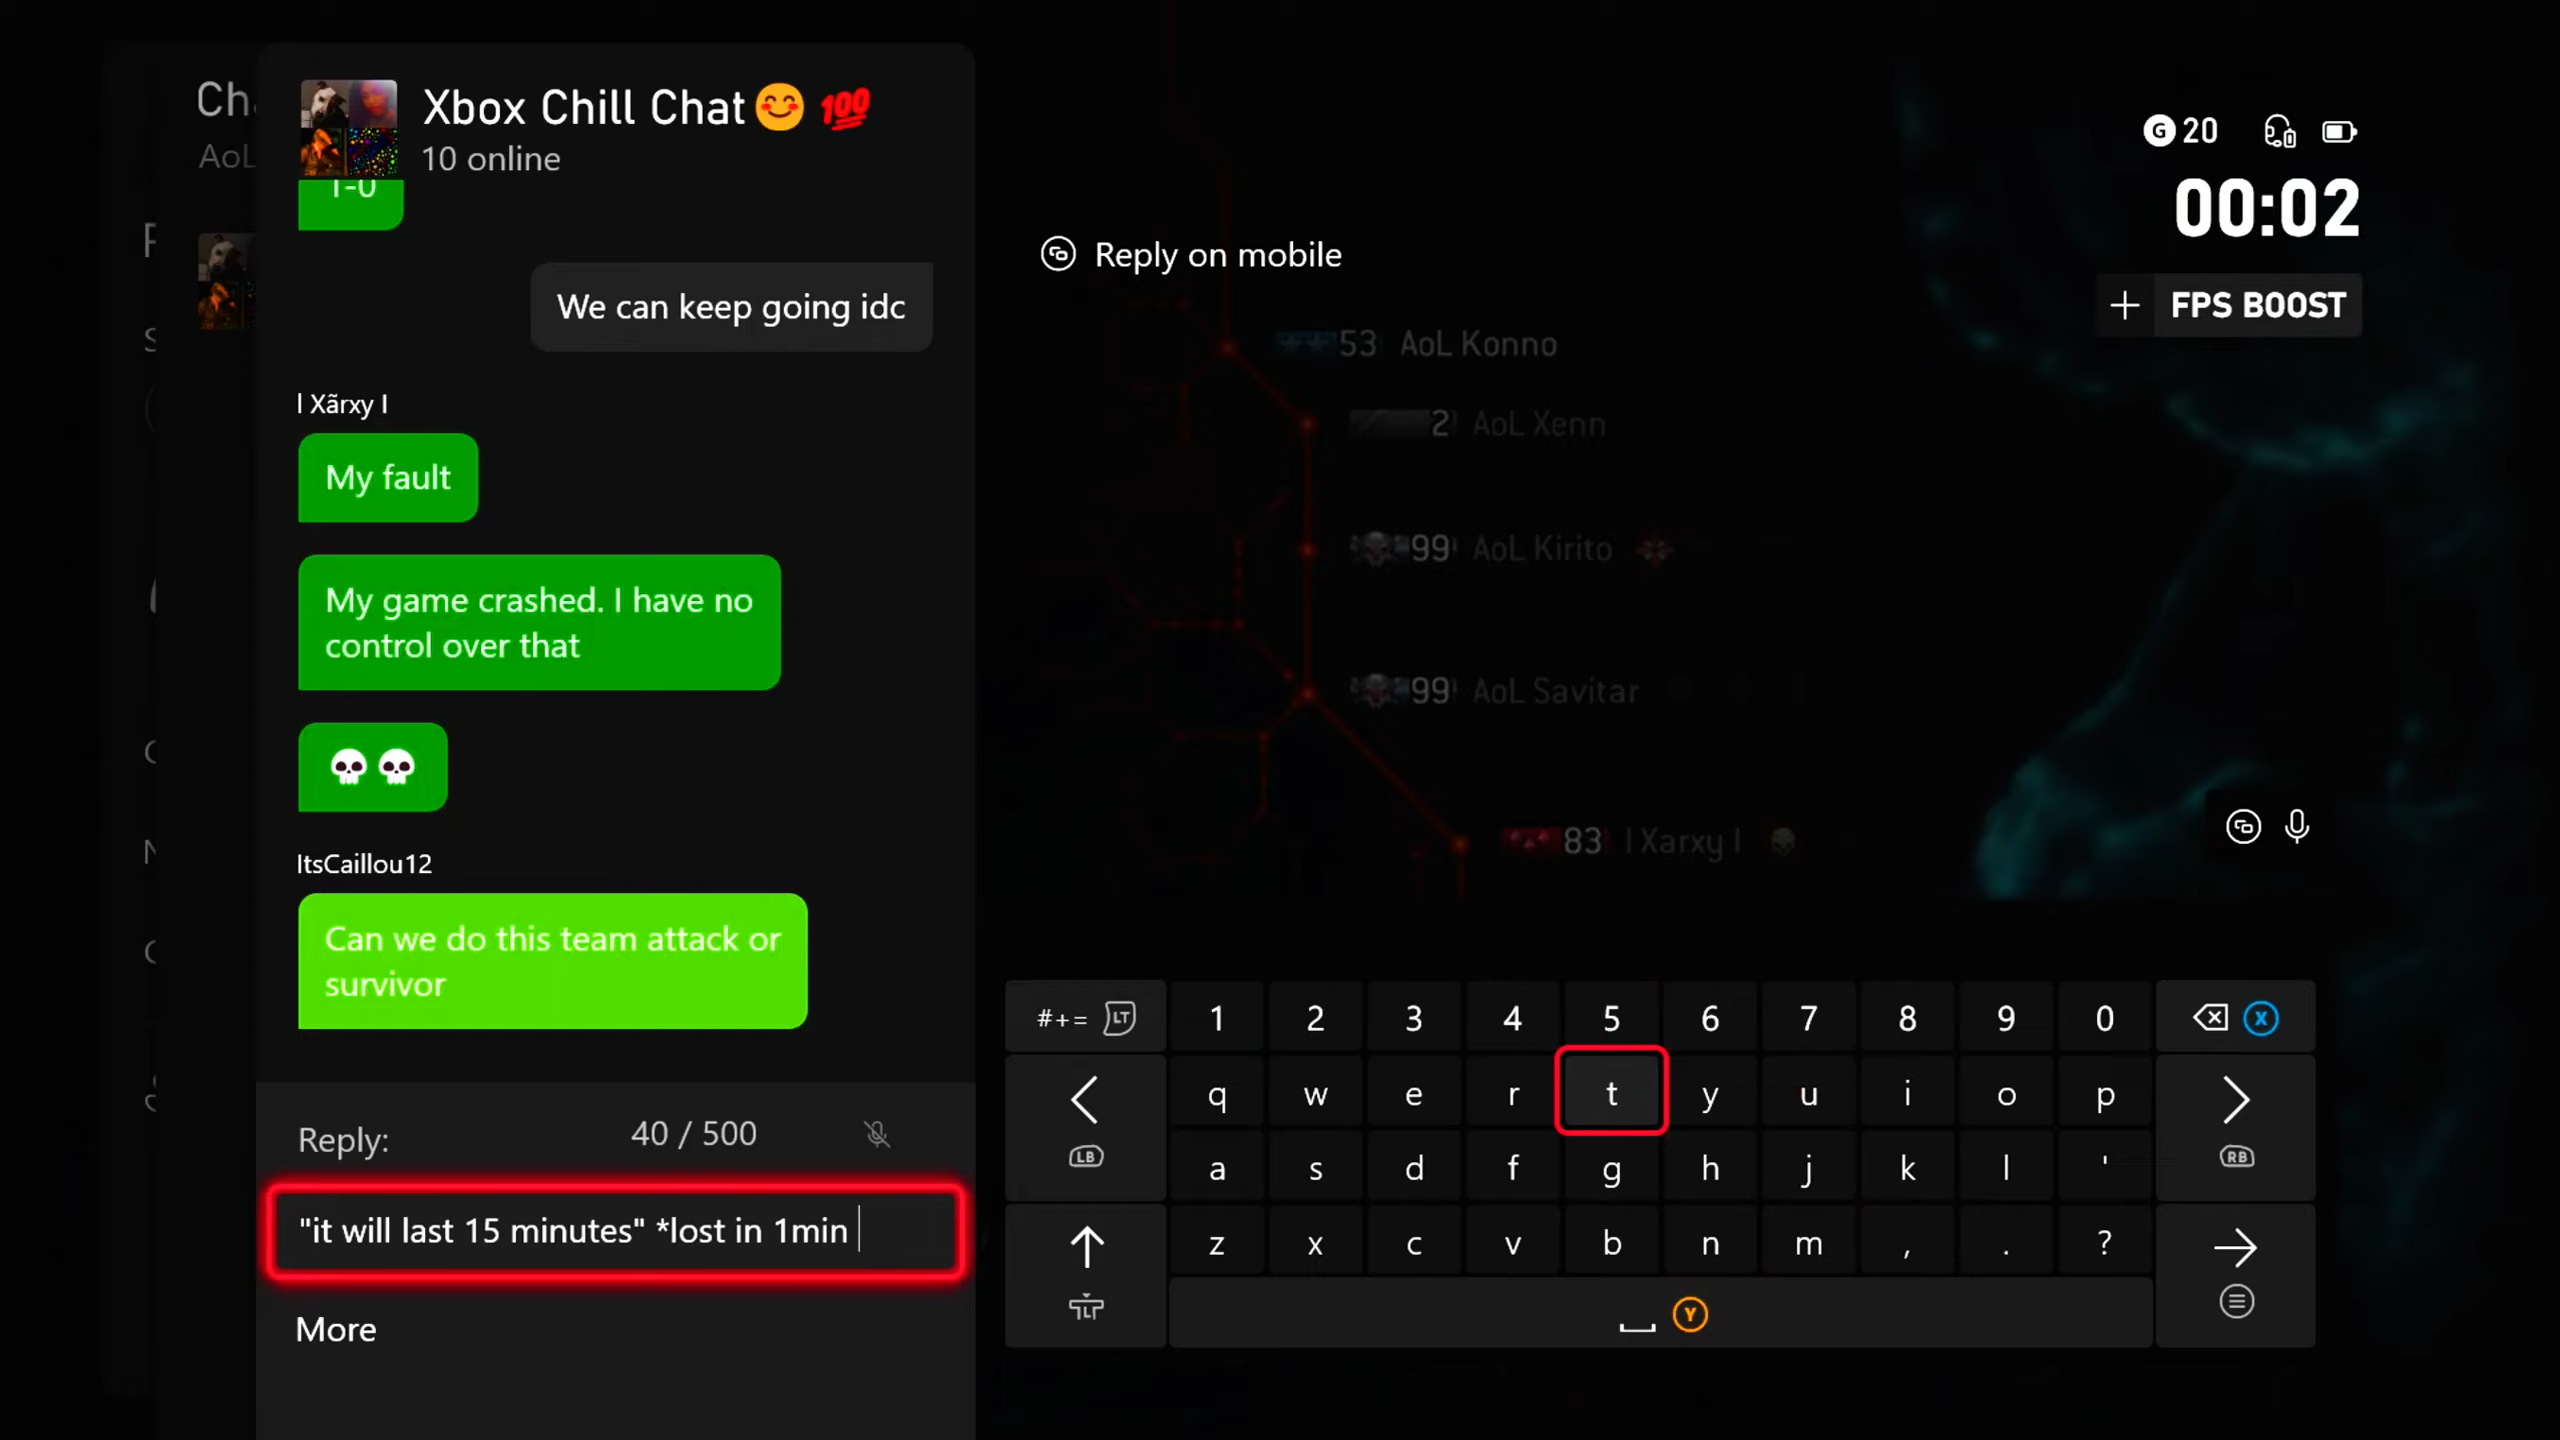 Xbox Chill Chat😊 💯
10 online
1-0
We can keep going idc
I Xãrxy I
My fault
My game crashed. I have no
control over that
💀💀
ItsCaillou12
Can we do this team attack or
survivor
Reply:
40 / 500
"it will last 15 minutes" *lost in 1min
More
G 20
00:02
+ FPS BOOST
Reply on mobile
53 AoL Konno
2 AoL Xenn
99 AoL Kirito
99 AoL Savitar
83 I Xarxy I
#+= LT 1 2 3 4 5 6 7 8 9 0 X
q w e r t y u i o p
LB a s d f g h j k l ' RB
z x c v b n m , . ?
Y
AoL